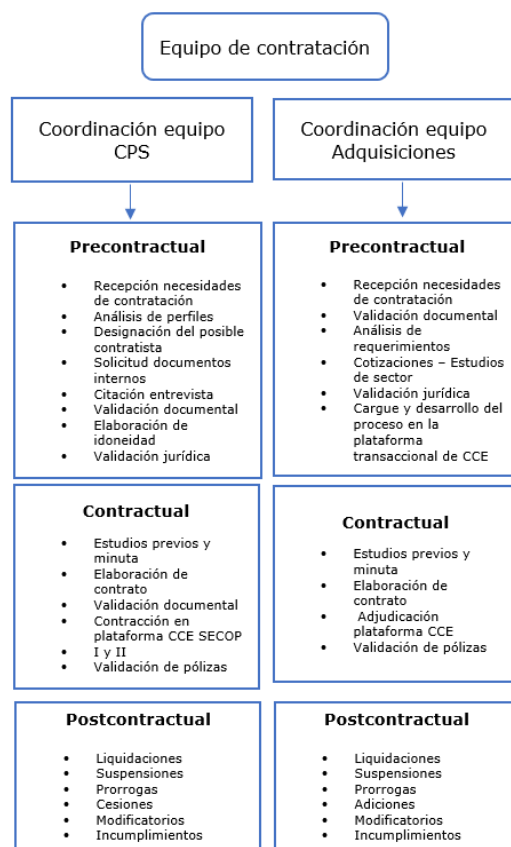 Equipo de contratación
Coordinación equipo
CPS
Coordinación equipo
Adquisiciones
Precontractual
• Recepción necesidades
de contratación
• Análisis de perfiles
• Designación del posible
contratista
• Solicitud documentos
internos
• Citación entrevista
• Validación documental
• Elaboración de
idoneidad
• Validación jurídica
Precontractual
• Recepción necesidades
de contratación
• Validación documental
• Análisis de
requerimientos
• Cotizaciones – Estudios
de sector
• Validación jurídica
• Cargue y desarrollo del
proceso en la
plataforma
transaccional de CCE
Contractual
• Estudios previos y
minuta
• Elaboración de
contrato
• Validación documental
• Contracción en
plataforma CCE SECOP
• I y II
• Validación de pólizas
Contractual
• Estudios previos y
minuta
• Elaboración de
contrato
• Adjudicación
plataforma CCE
• Validación de pólizas
Postcontractual
• Liquidaciones
• Suspensiones
• Prorrogas
• Cesiones
• Modificatorios
• Incumplimientos
Postcontractual
• Liquidaciones
• Suspensiones
• Prorrogas
• Adiciones
• Modificatorios
• Incumplimientos